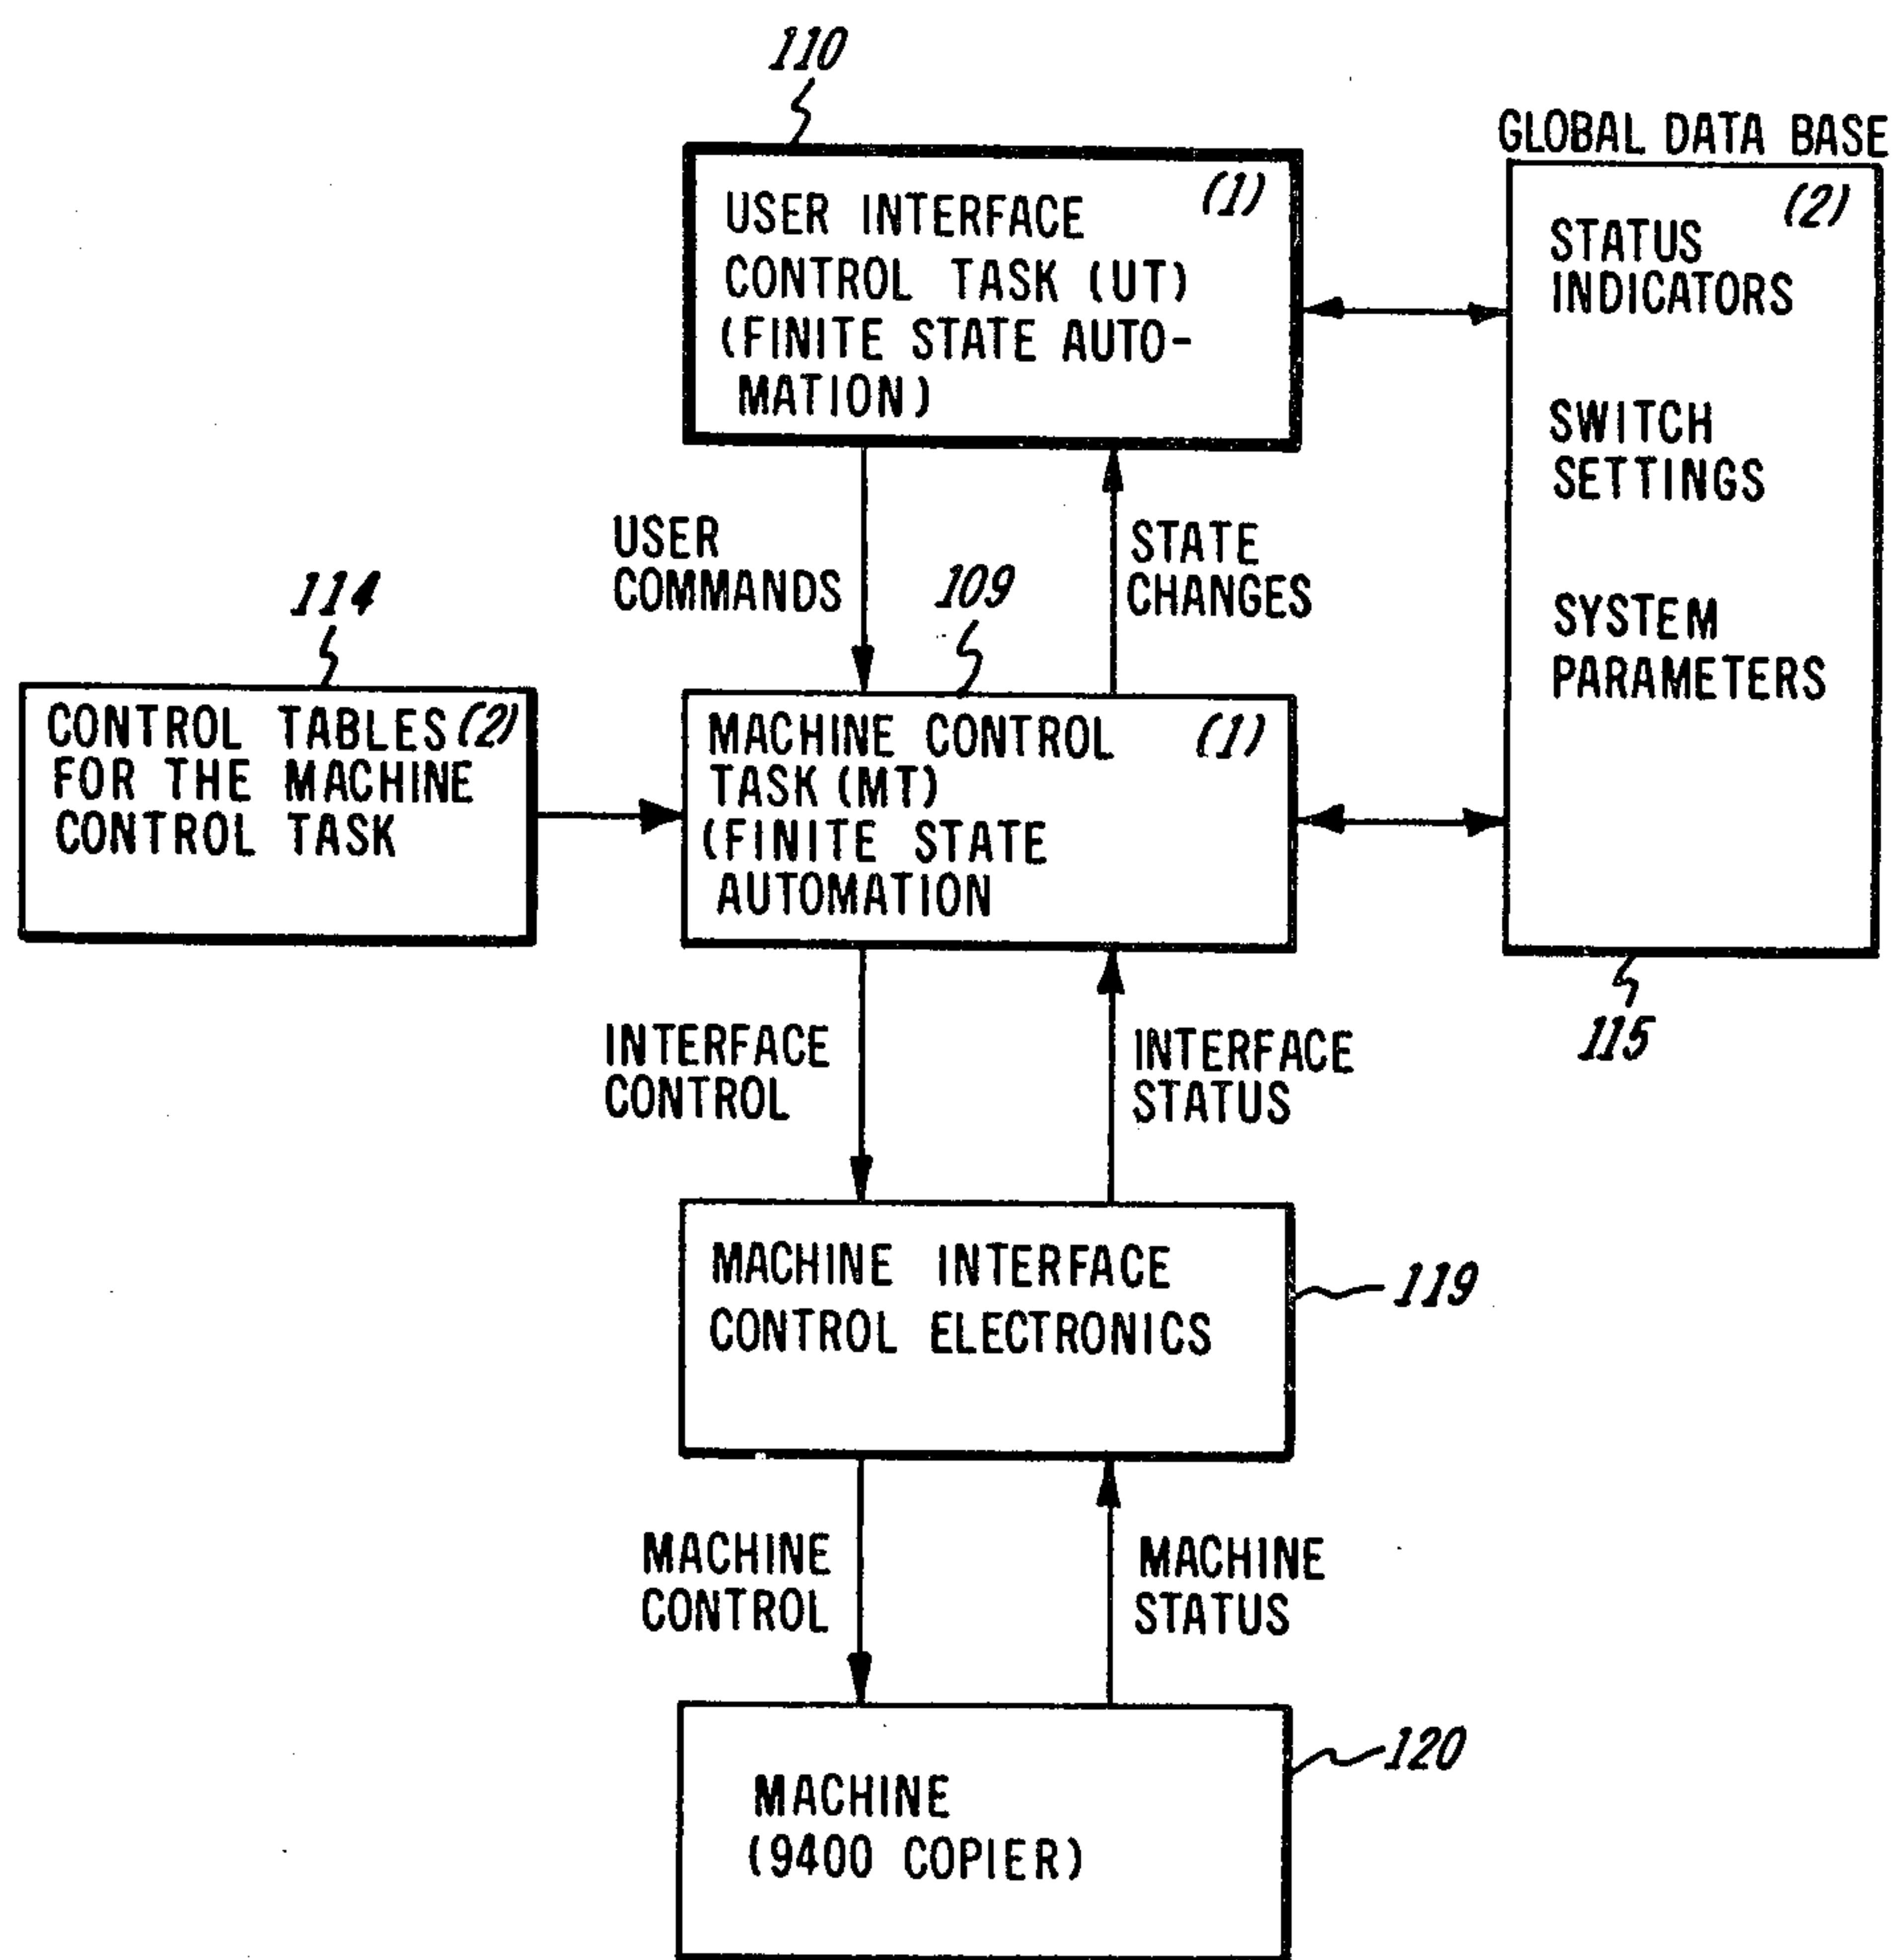 110
GLOBAL DATA BASE
USER INTERFACE (1)
CONTROL TASK (UT)
(FINITE STATE AUTO-
MATION)
(2)
STATUS
INDICATORS
SWITCH
SETTINGS
SYSTEM
PARAMETERS
115
USER
COMMANDS
STATE
CHANGES
114
109
CONTROL TABLES (2)
FOR THE MACHINE
CONTROL TASK
MACHINE CONTROL (1)
TASK (MT)
(FINITE STATE
AUTOMATION
INTERFACE
CONTROL
INTERFACE
STATUS
MACHINE INTERFACE
CONTROL ELECTRONICS
119
MACHINE
CONTROL
MACHINE
STATUS
MACHINE
(9400 COPIER)
120